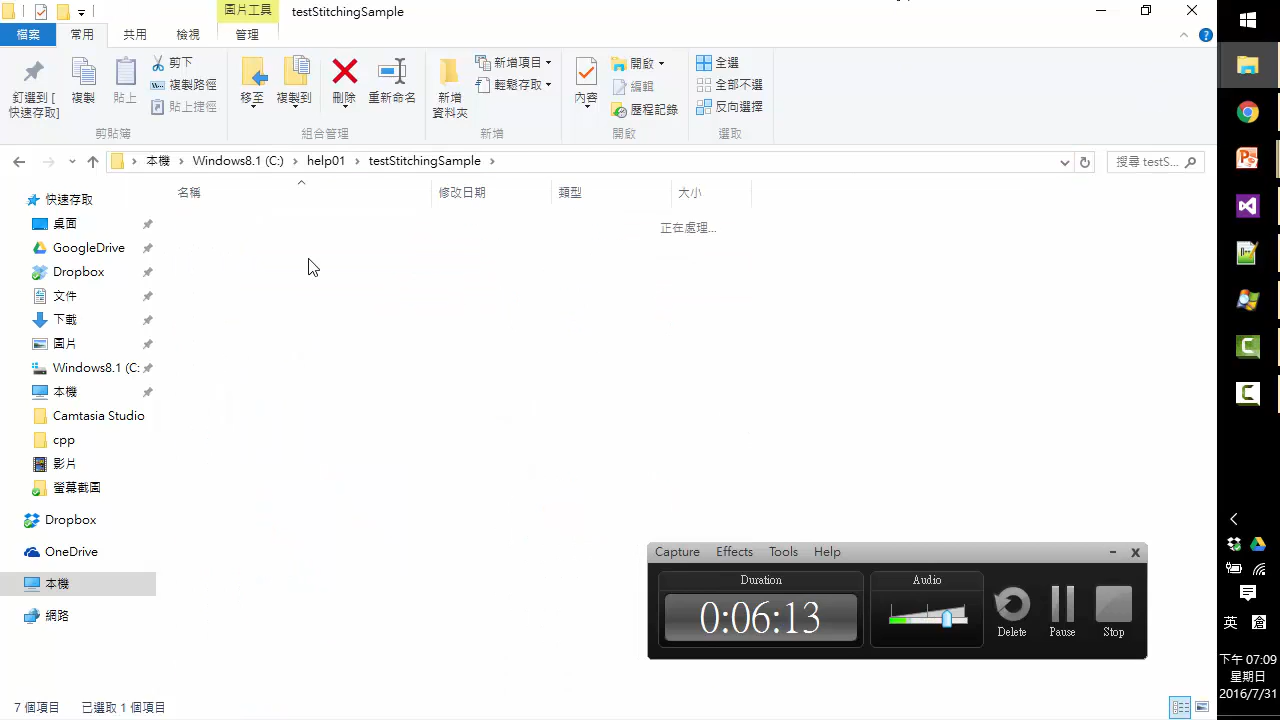 圖片工具
testStitchingSample
檔案
常用
共用
檢視
管理
釘選到 [
快速存取]
複製
貼上
剪下
複製路徑
貼上捷徑
剪貼簿
移至
複製到
刪除
重新命名
組合管理
新增
資料夾
新增項目
輕鬆存取
新增
內容
開啟
編輯
歷程記錄
開啟
全選
全部不選
反向選擇
選取
本機
Windows8.1 (C:)
help01
testStitchingSample
搜尋 testS...
名稱
修改日期
類型
大小
正在處理...
快速存取
桌面
GoogleDrive
Dropbox
文件
下載
圖片
Windows8.1 (C:
本機
Camtasia Studio
cpp
影片
螢幕截圖
Dropbox
OneDrive
本機
網路
Capture
Effects
Tools
Help
Duration
0:06:13
Audio
Delete
Pause
Stop
英
倉
下午 07:09
星期日
2016/7/31
7 個項目
已選取 1 個項目